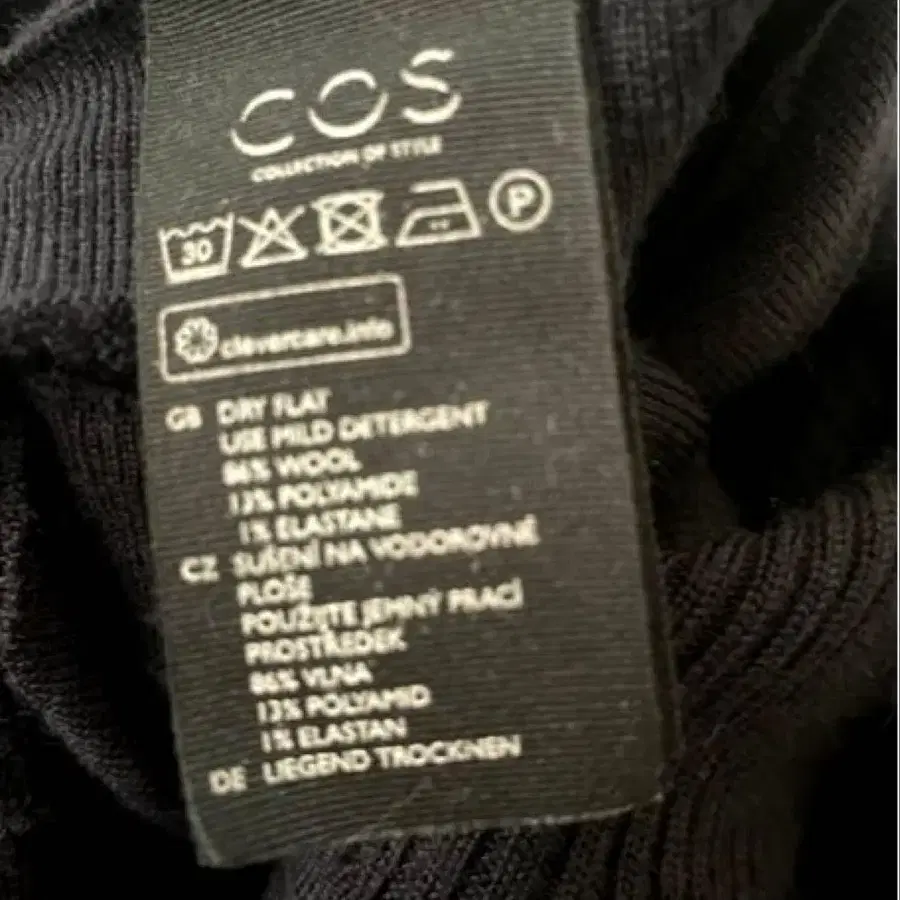 COS
COLLECTION OF STYLE
30
P
clevercare.info
GB DRY FLAT
USE MILD DETERGENT
86% WOOL
13% POLYAMIDE
1% ELASTANE
CZ SUŠENÍ NA VODOROVNÉ
PLOŠE
POUŽIJTE JEMNÝ PRACÍ
PROSTŘEDEK
86% VLNA
13% POLYAMID
1% ELASTAN
DE LIEGEND TROCKNEN